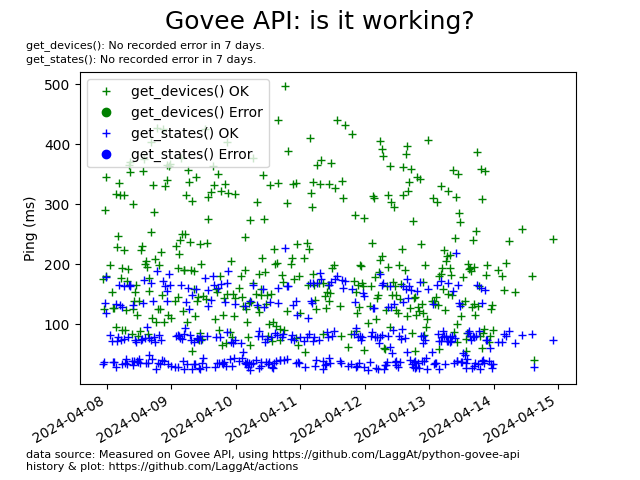 Govee API: is it working?
get_devices(): No recorded error in 7 days.
get_states(): No recorded error in 7 days.
get_devices() OK
get_devices() Error
get_states() OK
get_states() Error
Ping (ms)
500
400
300
200
100
2024-04-08
2024-04-09
2024-04-10
2024-04-11
2024-04-12
2024-04-13
2024-04-14
2024-04-15
data source: Measured on Govee API, using https://github.com/LaggAt/python-govee-api
history & plot: https://github.com/LaggAt/actions